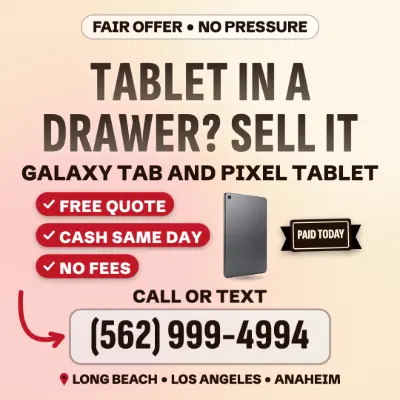 FAIR OFFER • NO PRESSURE
TABLET IN A
DRAWER? SELL IT
GALAXY TAB AND PIXEL TABLET
FREE QUOTE
CASH SAME DAY
NO FEES
PAID TODAY
CALL OR TEXT
(562) 999-4994
LONG BEACH • LOS ANGELES • ANAHEIM